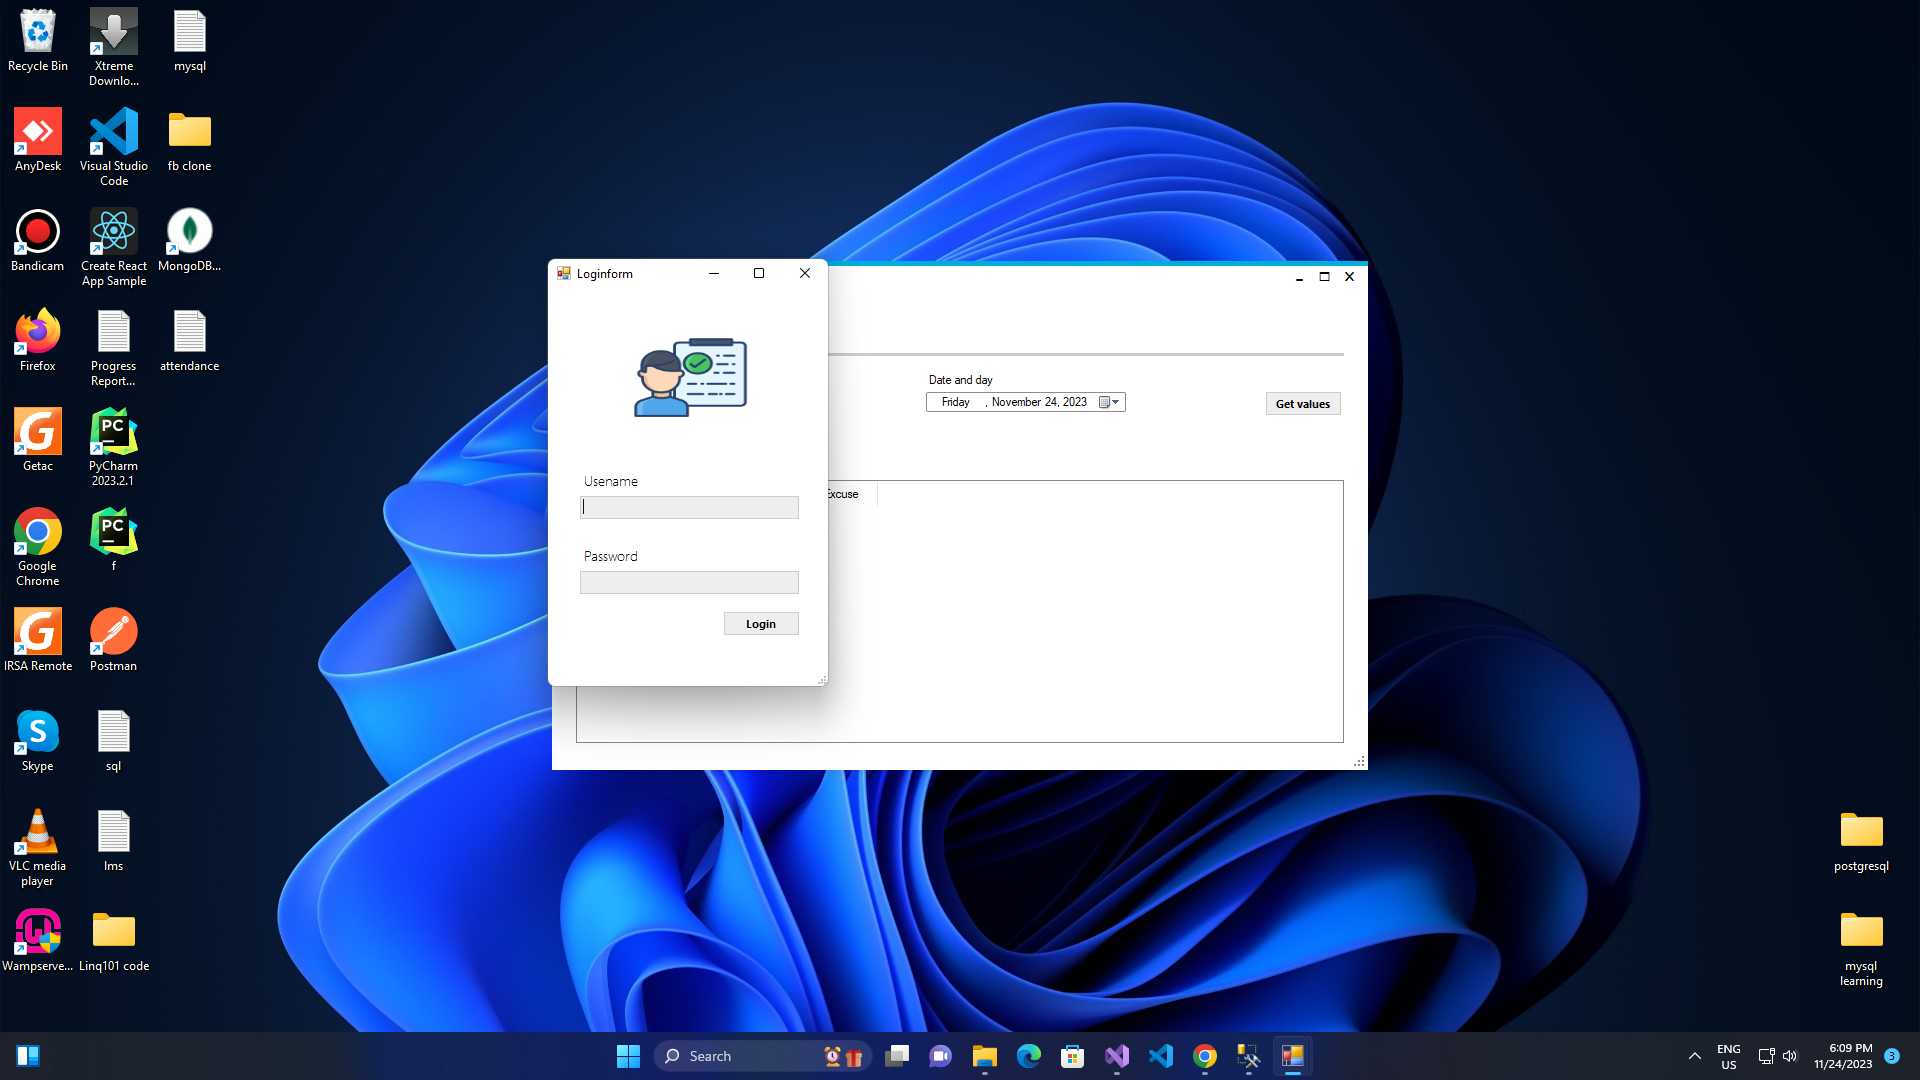 Recycle Bin
Xtreme
Downlo...
mysql
AnyDesk
Visual Studio
Code
fb clone
Bandicam
Create React
App Sample
MongoDB...
Firefox
Progress
Report...
attendance
Getac
PC
PyCharm
2023.2.1
Google
Chrome
PC
f
IRSA Remote
Postman
Skype
sql
VLC media
player
lms
Wampserve...
Linq101 code
Loginform
Usename
Password
Login
Date and day
Friday , November 24, 2023
Get values
Excuse
postgresql
mysql
learning
Search
ENG
US
6:09 PM
11/24/2023
3